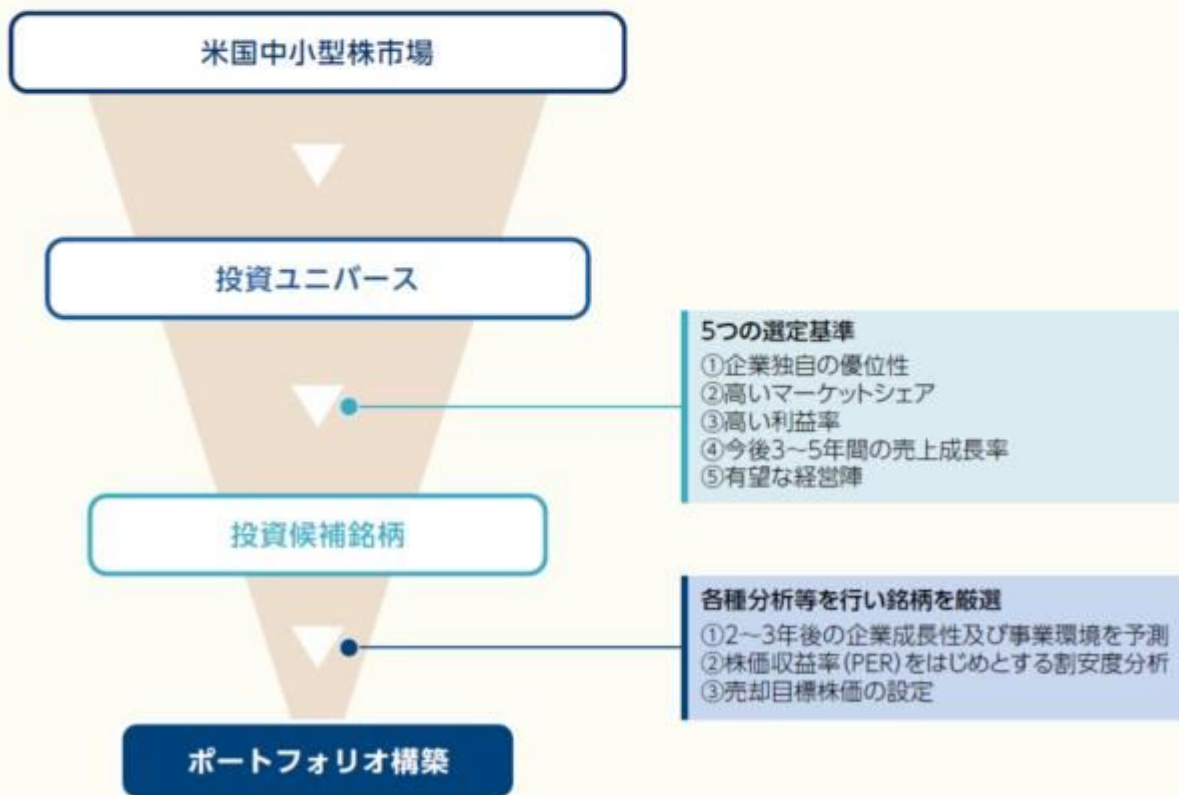 米国中小型株市場
投資ユニバース
5つの選定基準
①企業独自の優位性
②高いマーケットシェア
③高い利益率
④今後3～5年間の売上成長率
⑤有望な経営陣
投資候補銘柄
各種分析等を行い銘柄を厳選
①2～3年後の企業成長性及び事業環境を予測
②株価収益率(PER)をはじめとする割安度分析
③売却目標株価の設定
ポートフォリオ構築